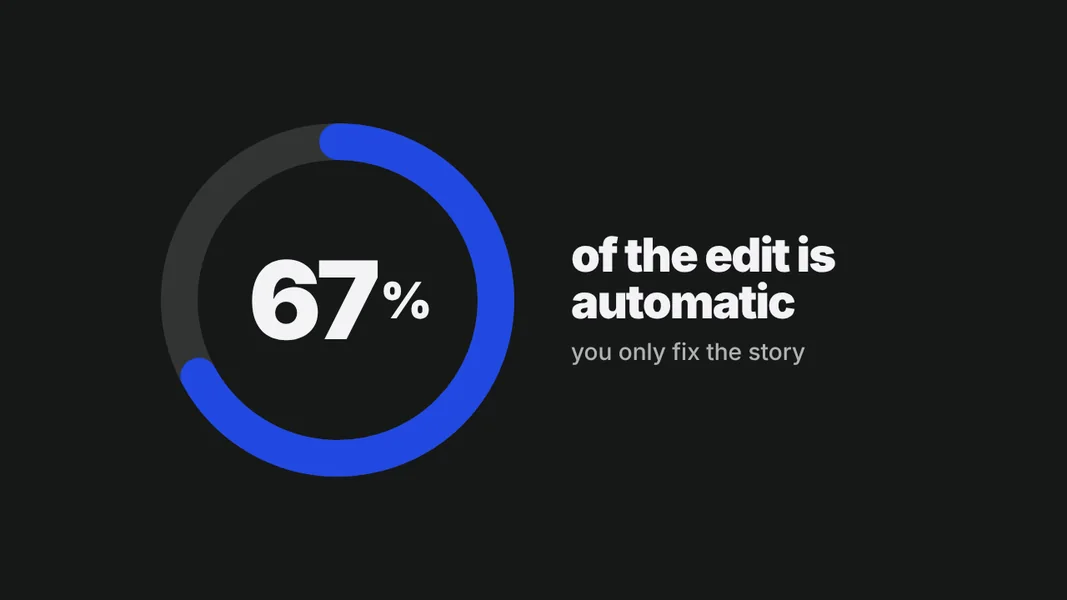 67%
of the edit is
automatic
you only fix the story